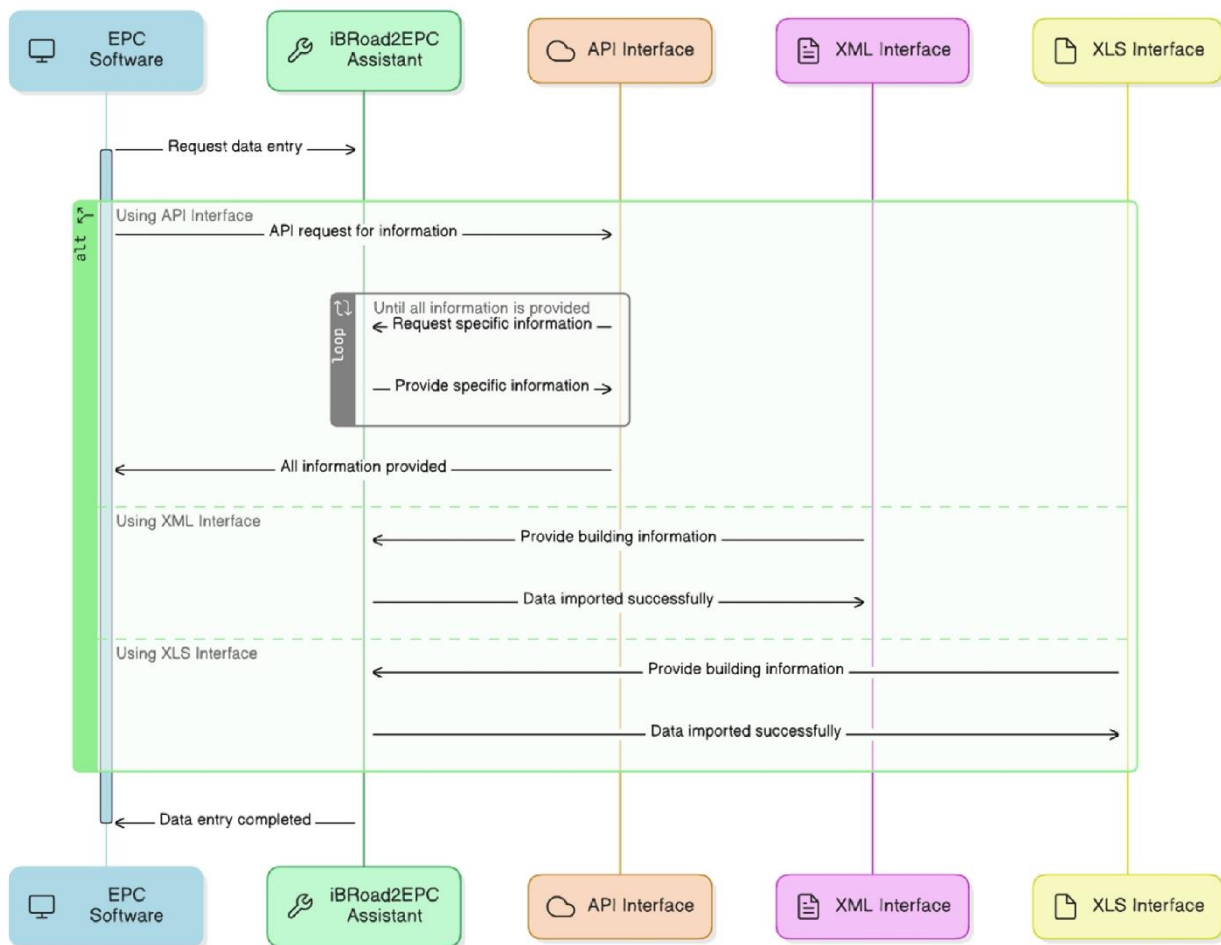 EPC
Software
iBRoad2EPC
Assistant
API Interface
XML Interface
XLS Interface
Request data entry
alt
Using API Interface
API request for information
loop
Until all information is provided
Request specific information
Provide specific information
All information provided
Using XML Interface
Provide building information
Data imported successfully
Using XLS Interface
Provide building information
Data imported successfully
Data entry completed
EPC
Software
iBRoad2EPC
Assistant
API Interface
XML Interface
XLS Interface